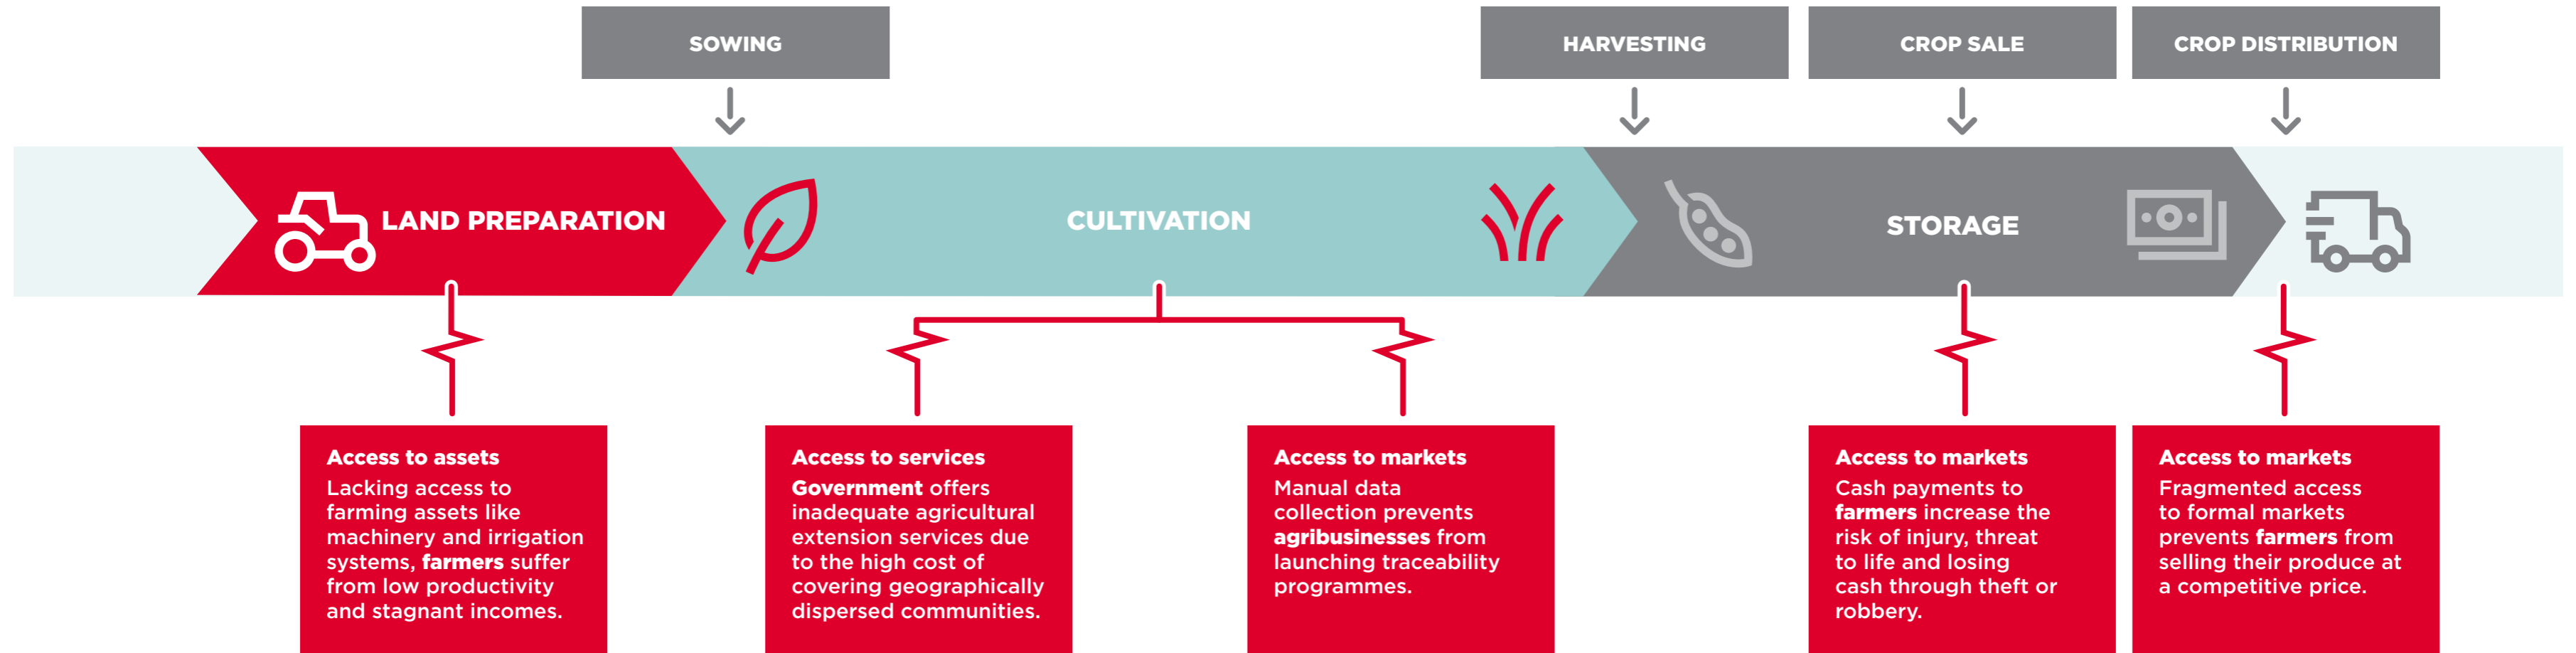 SOWING
HARVESTING
CROP SALE
CROP DISTRIBUTION
LAND PREPARATION
CULTIVATION
STORAGE
Access to assets
Lacking access to
farming assets like
machinery and irrigation
systems, farmers suffer
from low productivity
and stagnant incomes.
Access to services
Government offers
inadequate agricultural
extension services due
to the high cost of
covering geographically
dispersed communities.
Access to markets
Manual data
collection prevents
agribusinesses from
launching traceability
programmes.
Access to markets
Cash payments to
farmers increase the
risk of injury, threat
to life and losing
cash through theft or
robbery.
Access to markets
Fragmented access
to formal markets
prevents farmers from
selling their produce at
a competitive price.